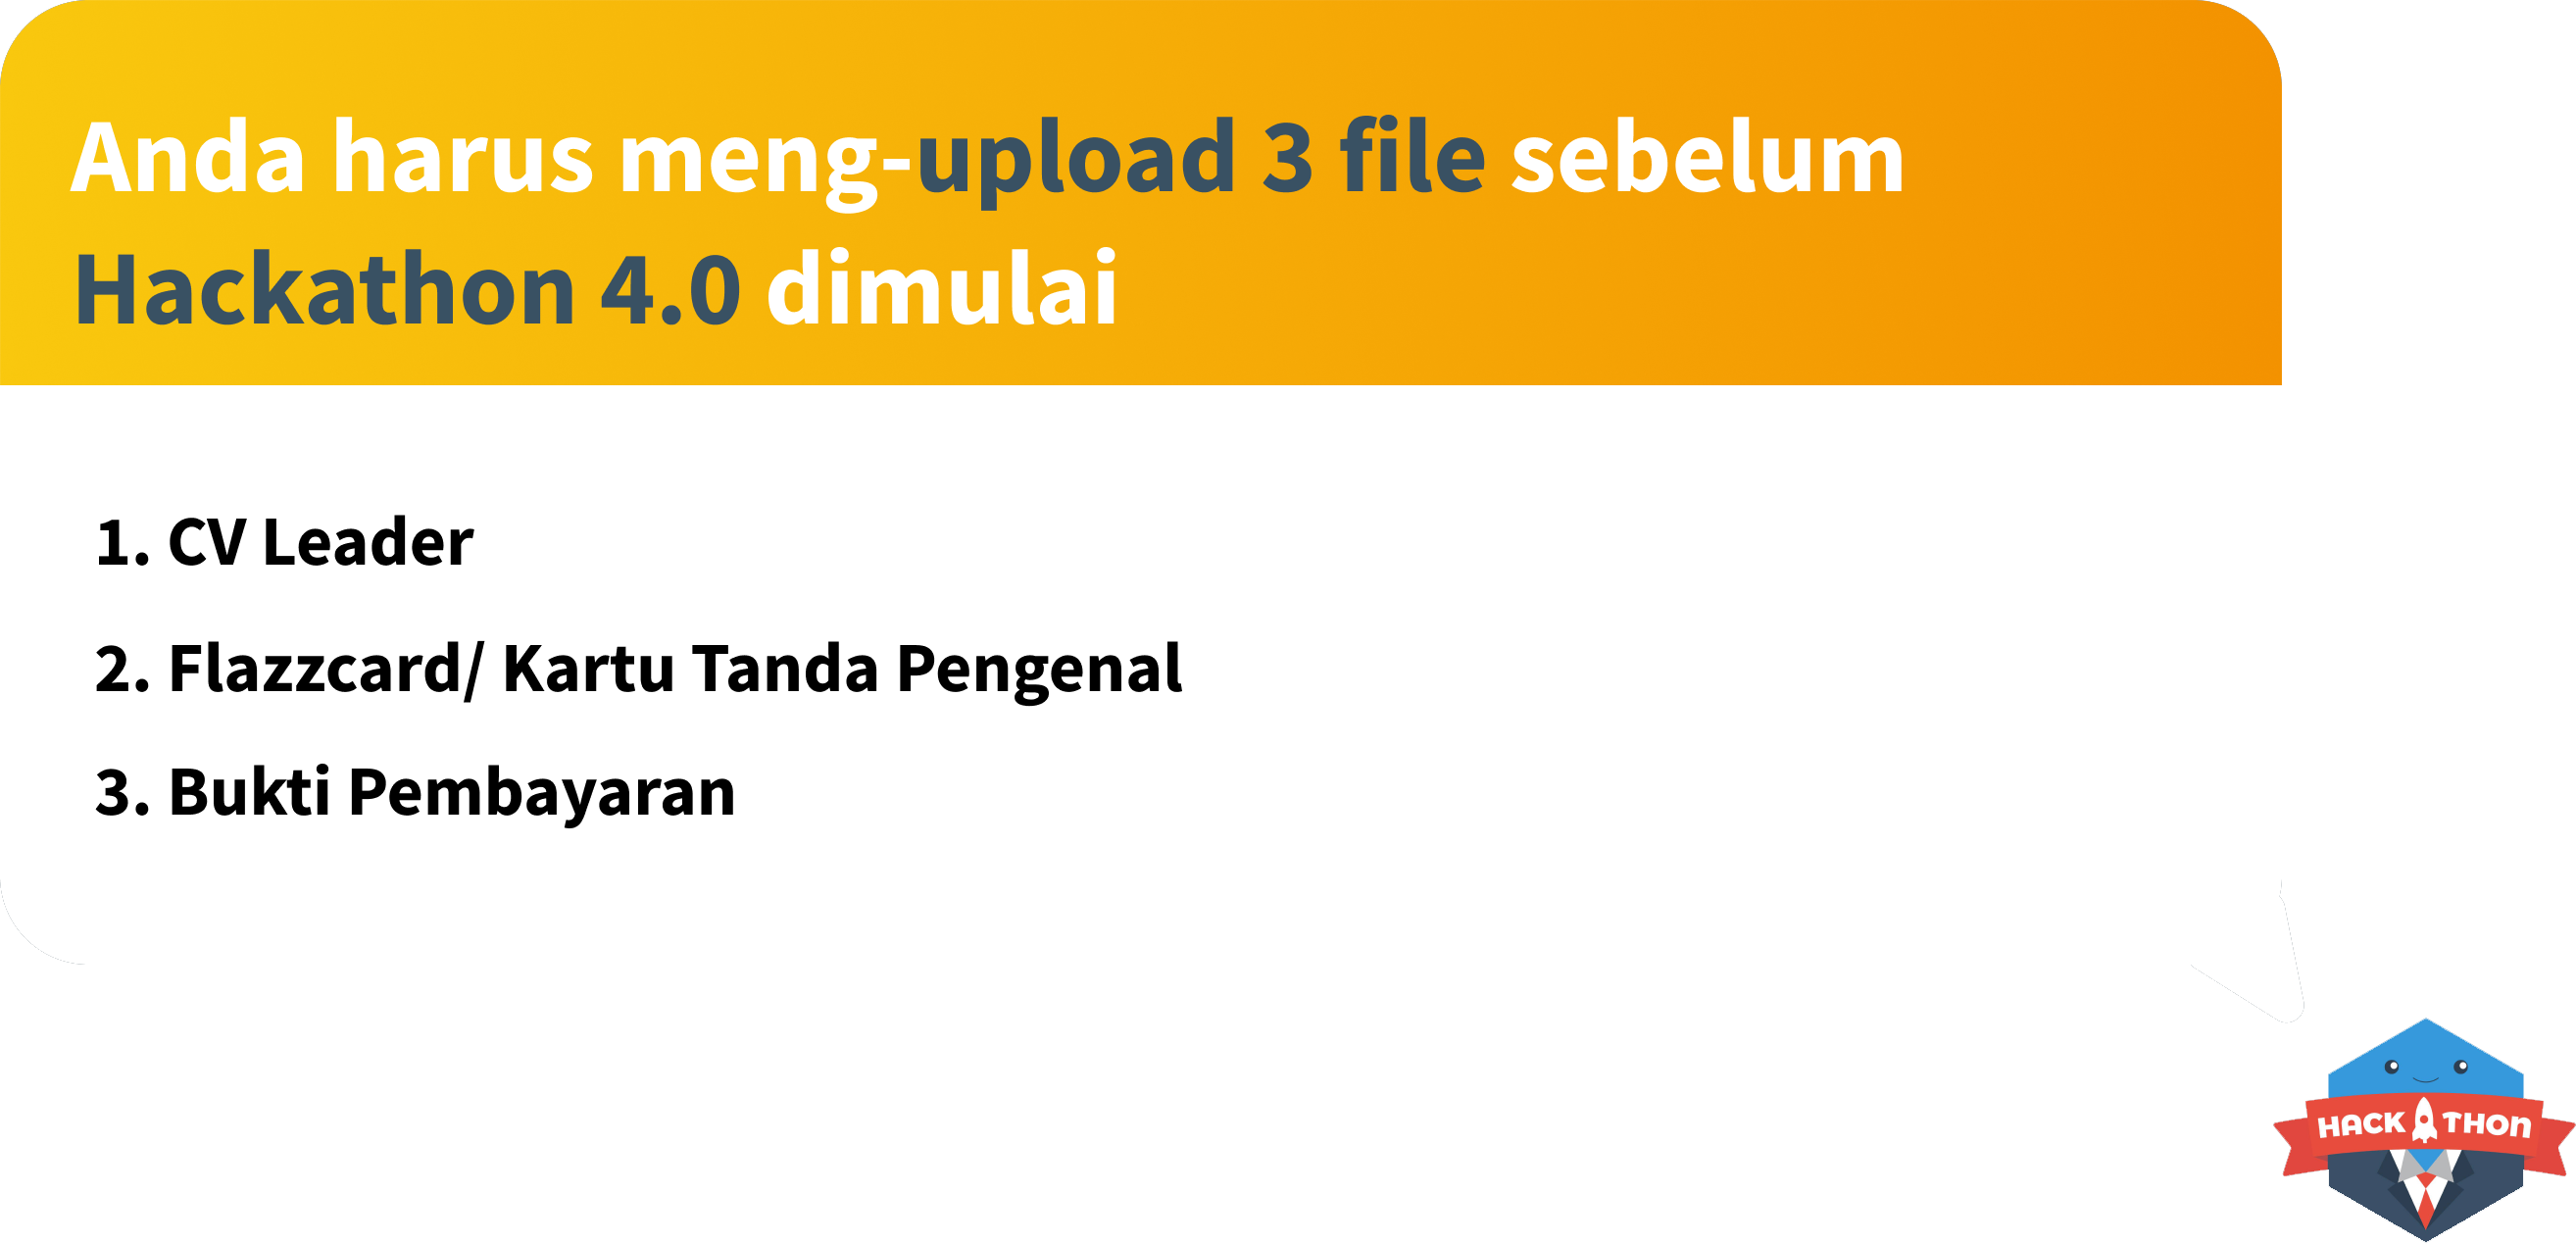 Anda harus meng-upload 3 file sebelum
Hackathon 4.0 dimulai
1. CV Leader
2. Flazzcard/ Kartu Tanda Pengenal
3. Bukti Pembayaran
HACK THON